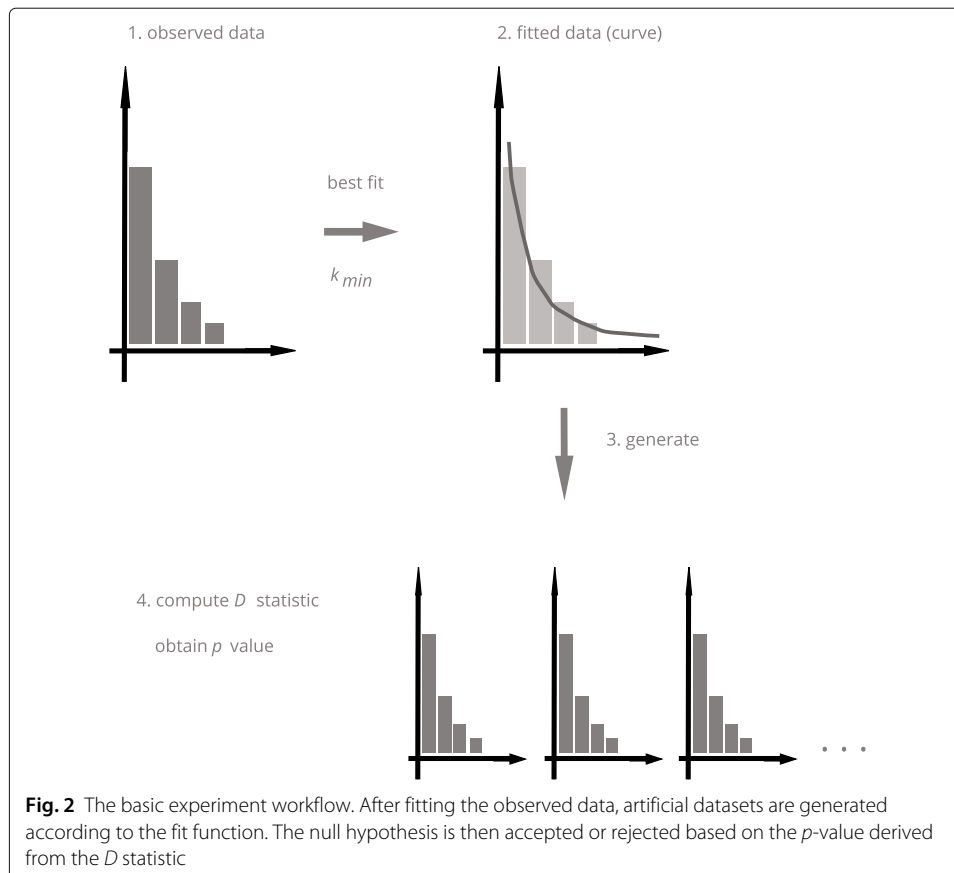 1. observed data
2. fitted data (curve)
best fit
k min
3. generate
4. compute D statistic
obtain p value
. . .
Fig. 2 The basic experiment workflow. After fitting the observed data, artificial datasets are generated
according to the fit function. The null hypothesis is then accepted or rejected based on the p-value derived
from the D statistic